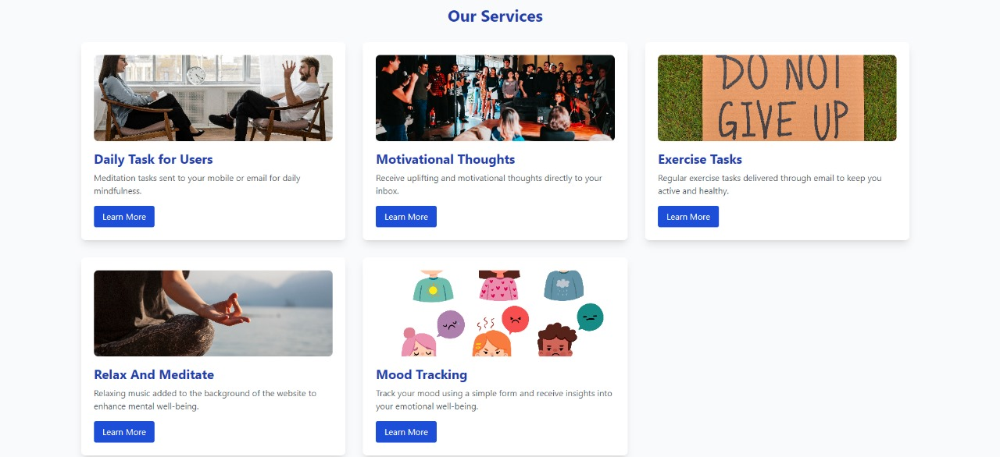 Our Services
DO NOT
GIVE UP
Daily Task for Users
Meditation tasks sent to your mobile or email for daily
mindfulness.
Learn More
Motivational Thoughts
Receive uplifting and motivational thoughts directly to your
inbox.
Learn More
Exercise Tasks
Regular exercise tasks delivered through email to keep you
active and healthy.
Learn More
Relax And Meditate
Relaxing music added to the background of the website to
enhance mental well-being.
Learn More
Mood Tracking
Track your mood using a simple form and receive insights into
your emotional well-being.
Learn More